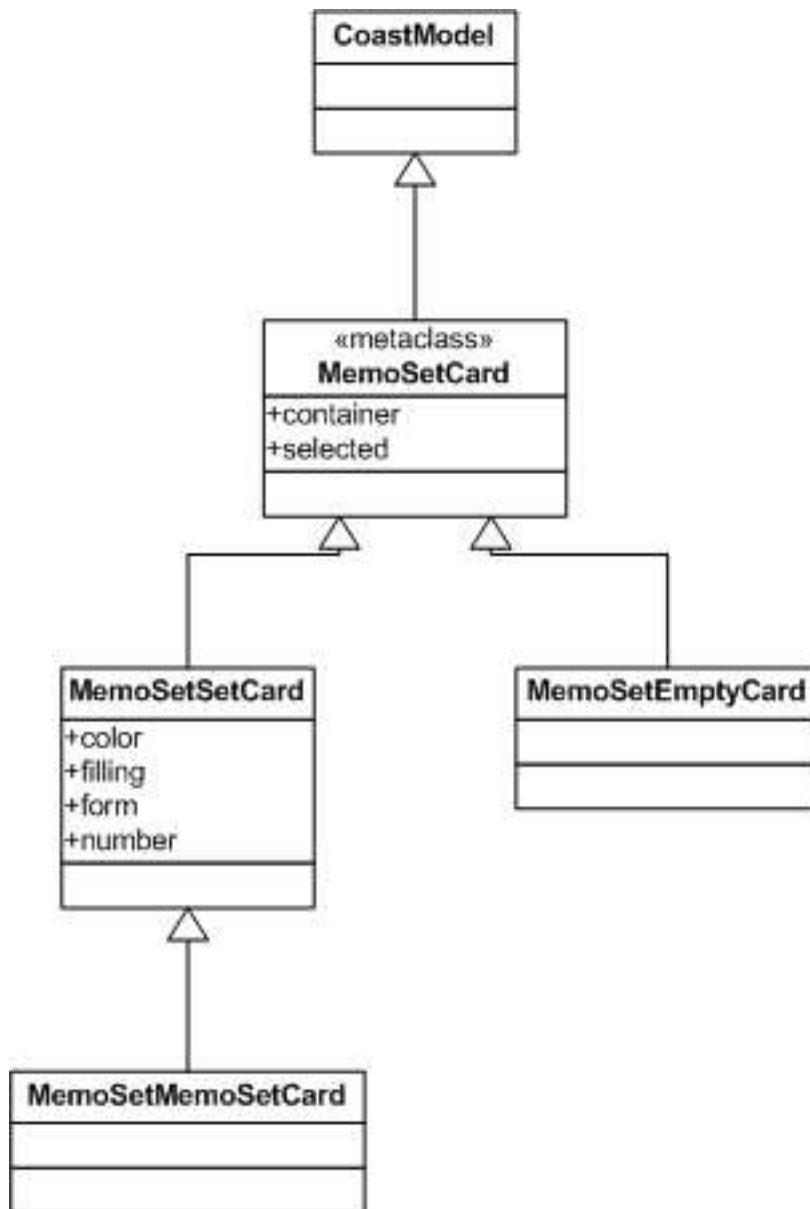 CoastModel
«metaclass»
MemoSetCard
+container
+selected
MemoSetSetCard
+color
+filling
+form
+number
MemoSetEmptyCard
MemoSetMemoSetCard